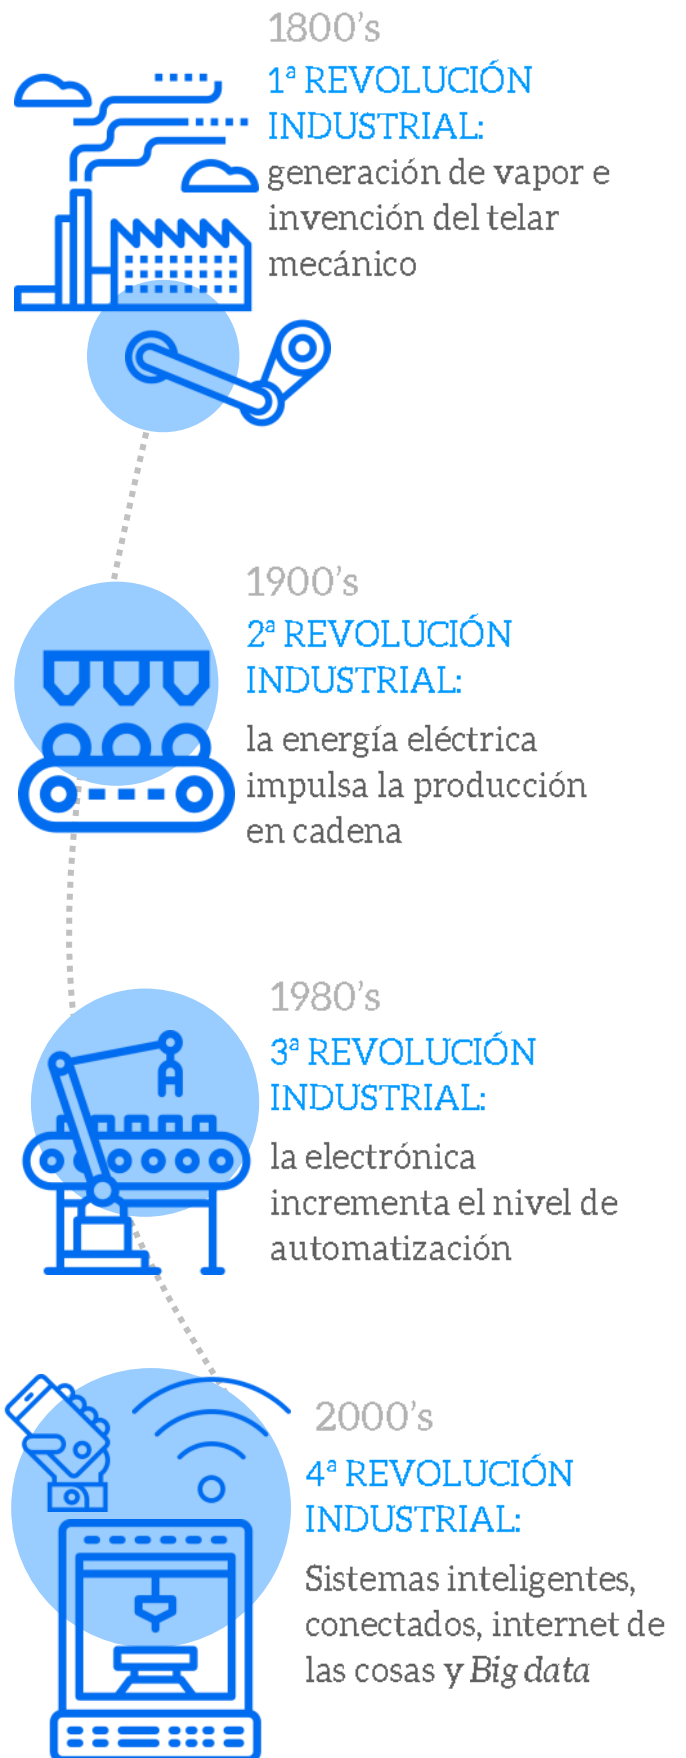 1800’s
1ª REVOLUCIÓN
INDUSTRIAL:
generación de vapor e
invención del telar
mecánico
1900’s
2ª REVOLUCIÓN
INDUSTRIAL:
la energía eléctrica
impulsa la producción
en cadena
1980’s
3ª REVOLUCIÓN
INDUSTRIAL:
la electrónica
incrementa el nivel de
automatización
2000’s
4ª REVOLUCIÓN
INDUSTRIAL:
Sistemas inteligentes,
conectados, internet de
las cosas y Big data